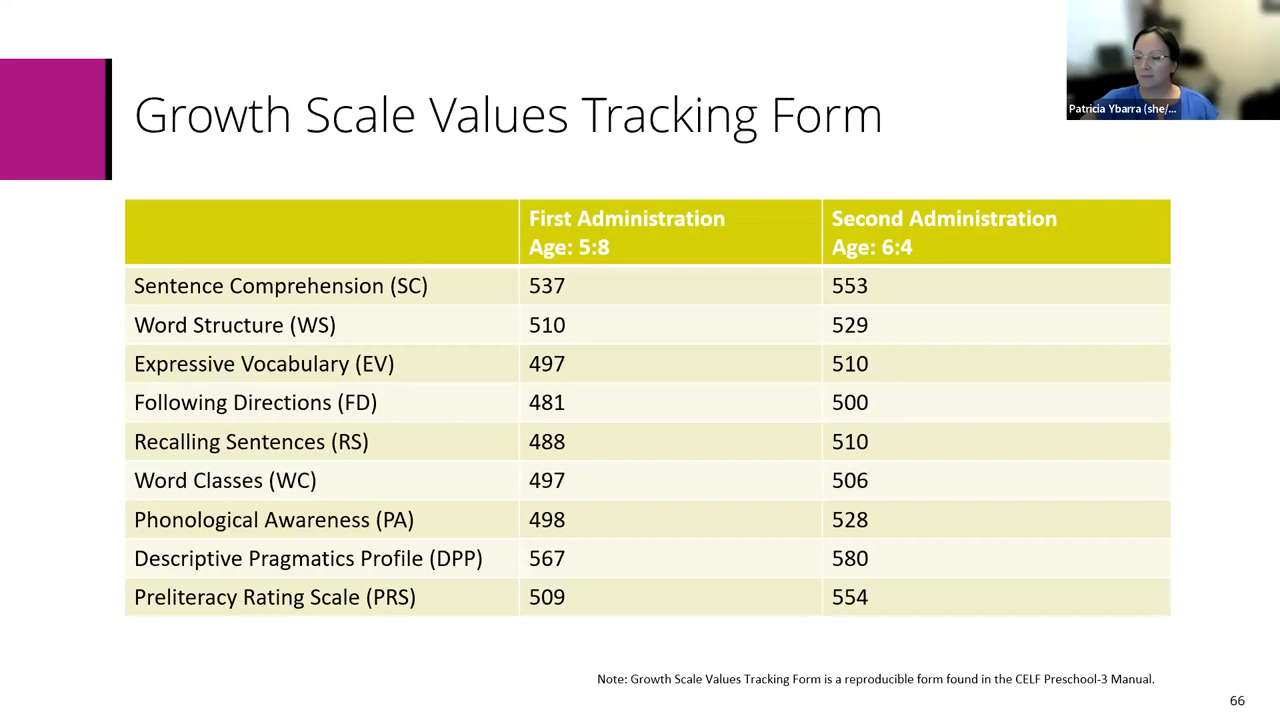 Patricia Ybarra (she/...
Growth Scale Values Tracking Form
First Administration Second Administration
Age: 5:8 Age: 6:4
Sentence Comprehension (SC) 537 553
Word Structure (WS) 510 529
Expressive Vocabulary (EV) 497 510
Following Directions (FD) 481 500
Recalling Sentences (RS) 488 510
Word Classes (WC) 497 506
Phonological Awareness (PA) 498 528
Descriptive Pragmatics Profile (DPP) 567 580
Preliteracy Rating Scale (PRS) 509 554
Note: Growth Scale Values Tracking Form is a reproducible form found in the CELF Preschool-3 Manual.
66